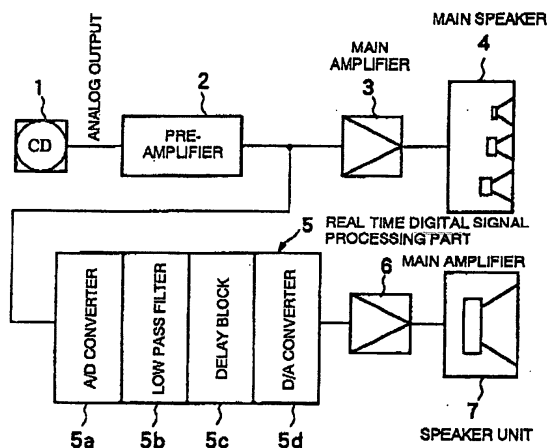 MAIN SPEAKER
4
MAIN
AMPLIFIER
3
ANALOG OUTPUT
2
1
CD
PRE-
AMPLIFIER
5
REAL TIME DIGITAL SIGNAL
PROCESSING PART
MAIN AMPLIFIER
6
A/D CONVERTER
LOW PASS FILTER
DELAY BLOCK
D/A CONVERTER
5a
5b
5c
5d
7
SPEAKER UNIT